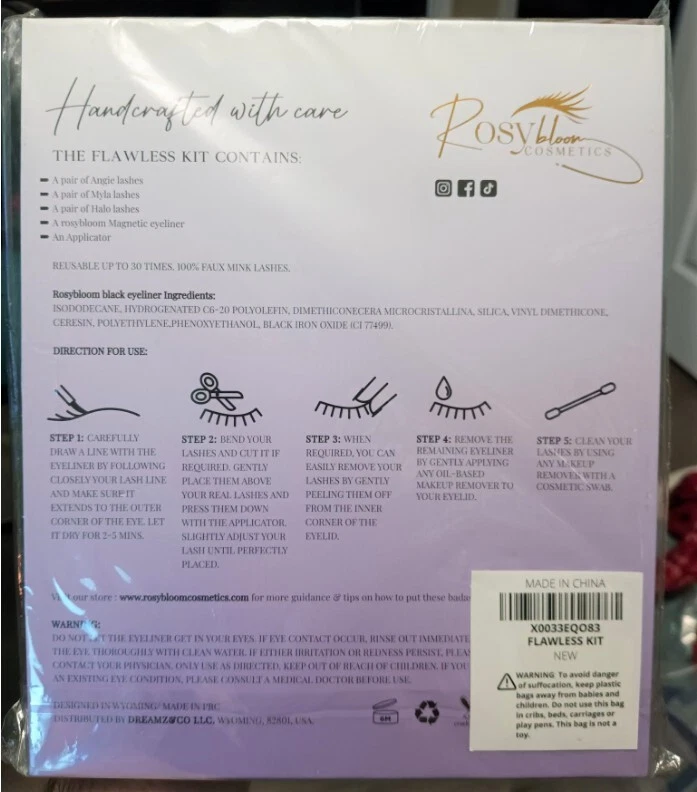 Handcrafted with care
Rosybloom
COSMETICS
THE FLAWLESS KIT CONTAINS:
A pair of Angie lashes
A pair of Myla lashes
A pair of Halo lashes
A rosybloom Magnetic eyeliner
An Applicator
REUSABLE UP TO 30 TIMES. 100% FAUX MINK LASHES.
Rosybloom black eyeliner Ingredients:
ISODODECANE, HYDROGENATED C6-20 POLYOLEFIN, DIMETHICONECERA MICROCRISTALLINA, SILICA, VINYL DIMETHICONE,
CERESIN, POLYETHYLENE,PHENOXYETHANOL, BLACK IRON OXIDE (CI 77499).
DIRECTION FOR USE:
STEP 1: CAREFULLY
DRAW A LINE WITH THE
EYELINER BY FOLLOWING
CLOSELY YOUR LASH LINE
AND MAKE SURE IT
EXTENDS TO THE OUTER
CORNER OF THE EYE. LET
IT DRY FOR 2-5 MINS.
STEP 2: BEND YOUR
LASHES AND CUT IT IF
REQUIRED. GENTLY
PLACE THEM ABOVE
YOUR REAL LASHES AND
PRESS THEM DOWN
WITH THE APPLICATOR.
SLIGHTLY ADJUST YOUR
LASH UNTIL PERFECTLY
PLACED.
STEP 3: WHEN
REQUIRED, YOU CAN
EASILY REMOVE YOUR
LASHES BY GENTLY
PEELING THEM OFF
FROM THE INNER
CORNER OF THE
EYELID.
STEP 4: REMOVE THE
REMAINING EYELINER
BY GENTLY APPLYING
ANY OIL-BASED
MAKEUP REMOVER TO
YOUR EYELID.
STEP 5: CLEAN YOUR
LASHES BY USING
ANY MAKEUP
REMOVER WITH A
COSMETIC SWAB.
Visit our store : www.rosybloomcosmetics.com for more guidance & tips on how to put these
WARNING:
DO NOT LET THE EYELINER GET IN YOUR EYES. IF EYE CONTACT OCCUR, RINSE OUT
THE EYE THOROUGHLY WITH CLEAN WATER. IF EITHER IRRITATION OR REDNESS PERSIST,
CONTACT YOUR PHYSICIAN. ONLY USE AS DIRECTED. KEEP OUT OF REACH OF CHILDREN. IF YOU
AN EXISTING EYE CONDITION, PLEASE CONSULT A MEDICAL DOCTOR BEFORE USE.
DESIGNED IN WYOMING/ MADE IN PRC
DISTRIBUTED BY DREAMZ&CO LLC, WYOMING, 82801, USA.
6M
MADE IN CHINA
X0033EQO83
FLAWLESS KIT
NEW
WARNING: To avoid danger
of suffocation, keep plastic
bags away from babies and
children. Do not use this bag
in cribs, beds, carriages or
play pens. This bag is not a
toy.